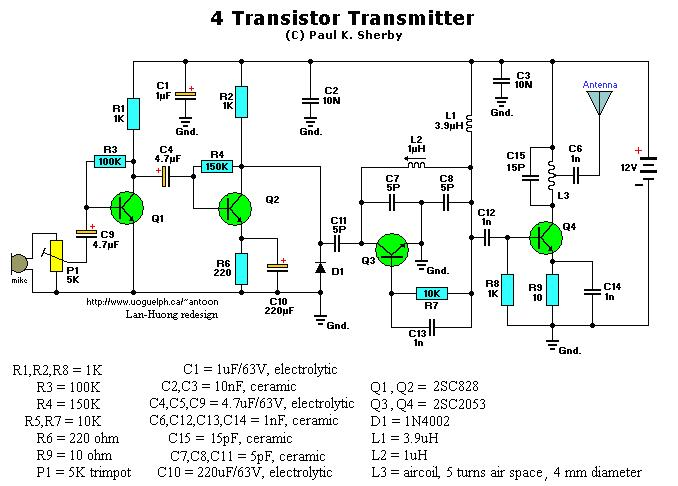 4 Transistor Transmitter
(C) Paul K. Sherby
R1
1K
C1
1µF
Gnd.
R2
1K
C2
10N
Gnd.
C3
10N
Gnd.
Antenna
L1
3.9µH
L2
1µH
R3
100K
C4
4.7µF
R4
150K
C7
5P
C8
5P
C15
15P
C6
1n
L3
12V
Q1
Q2
C9
4.7µF
C11
5P
Q3
Gnd.
C12
1n
Q4
mike
P1
5K
R6
220
C10
220µF
D1
10K
R7
C13
1n
R8
1K
R9
10
C14
1n
http://www.uoguelph.ca/~antoon
Lan-Huong redesign
Gnd.
Gnd.
R1,R2,R8 = 1K
R3 = 100K
R4 = 150K
R5,R7 = 10K
R6 = 220 ohm
R9 = 10 ohm
P1 = 5K trimpot
C1 = 1uF/63V, electrolytic
C2,C3 = 10nF, ceramic
C4,C5,C9 = 4.7uF/63V, electrolytic
C6,C12,C13,C14 = 1nF, ceramic
C15 = 15pF, ceramic
C7,C8,C11 = 5pF, ceramic
C10 = 220uF/63V, electrolytic
Q1, Q2 = 2SC828
Q3, Q4 = 2SC2053
D1 = 1N4002
L1 = 3.9uH
L2 = 1uH
L3 = aircoil, 5 turns air space, 4 mm diameter